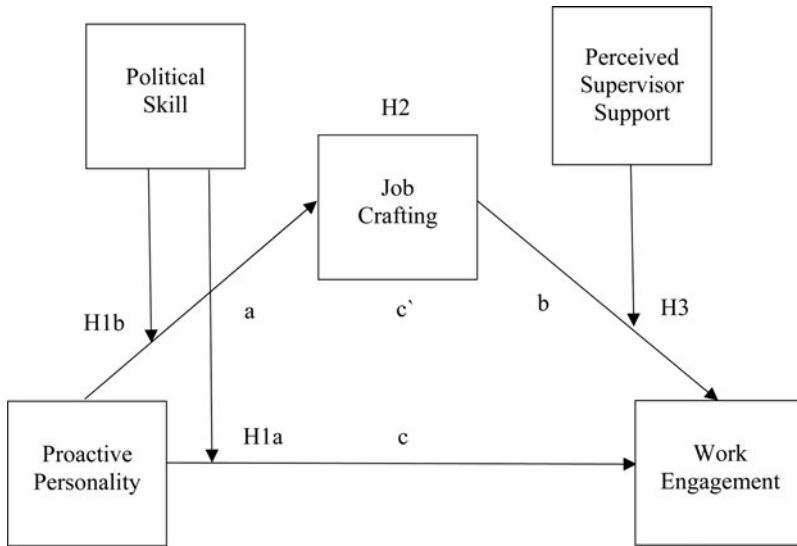 Political
Skill
Perceived
Supervisor
Support
H2
Job
Crafting
H1b
a
c`
b
H3
Proactive
Personality
H1a
c
Work
Engagement